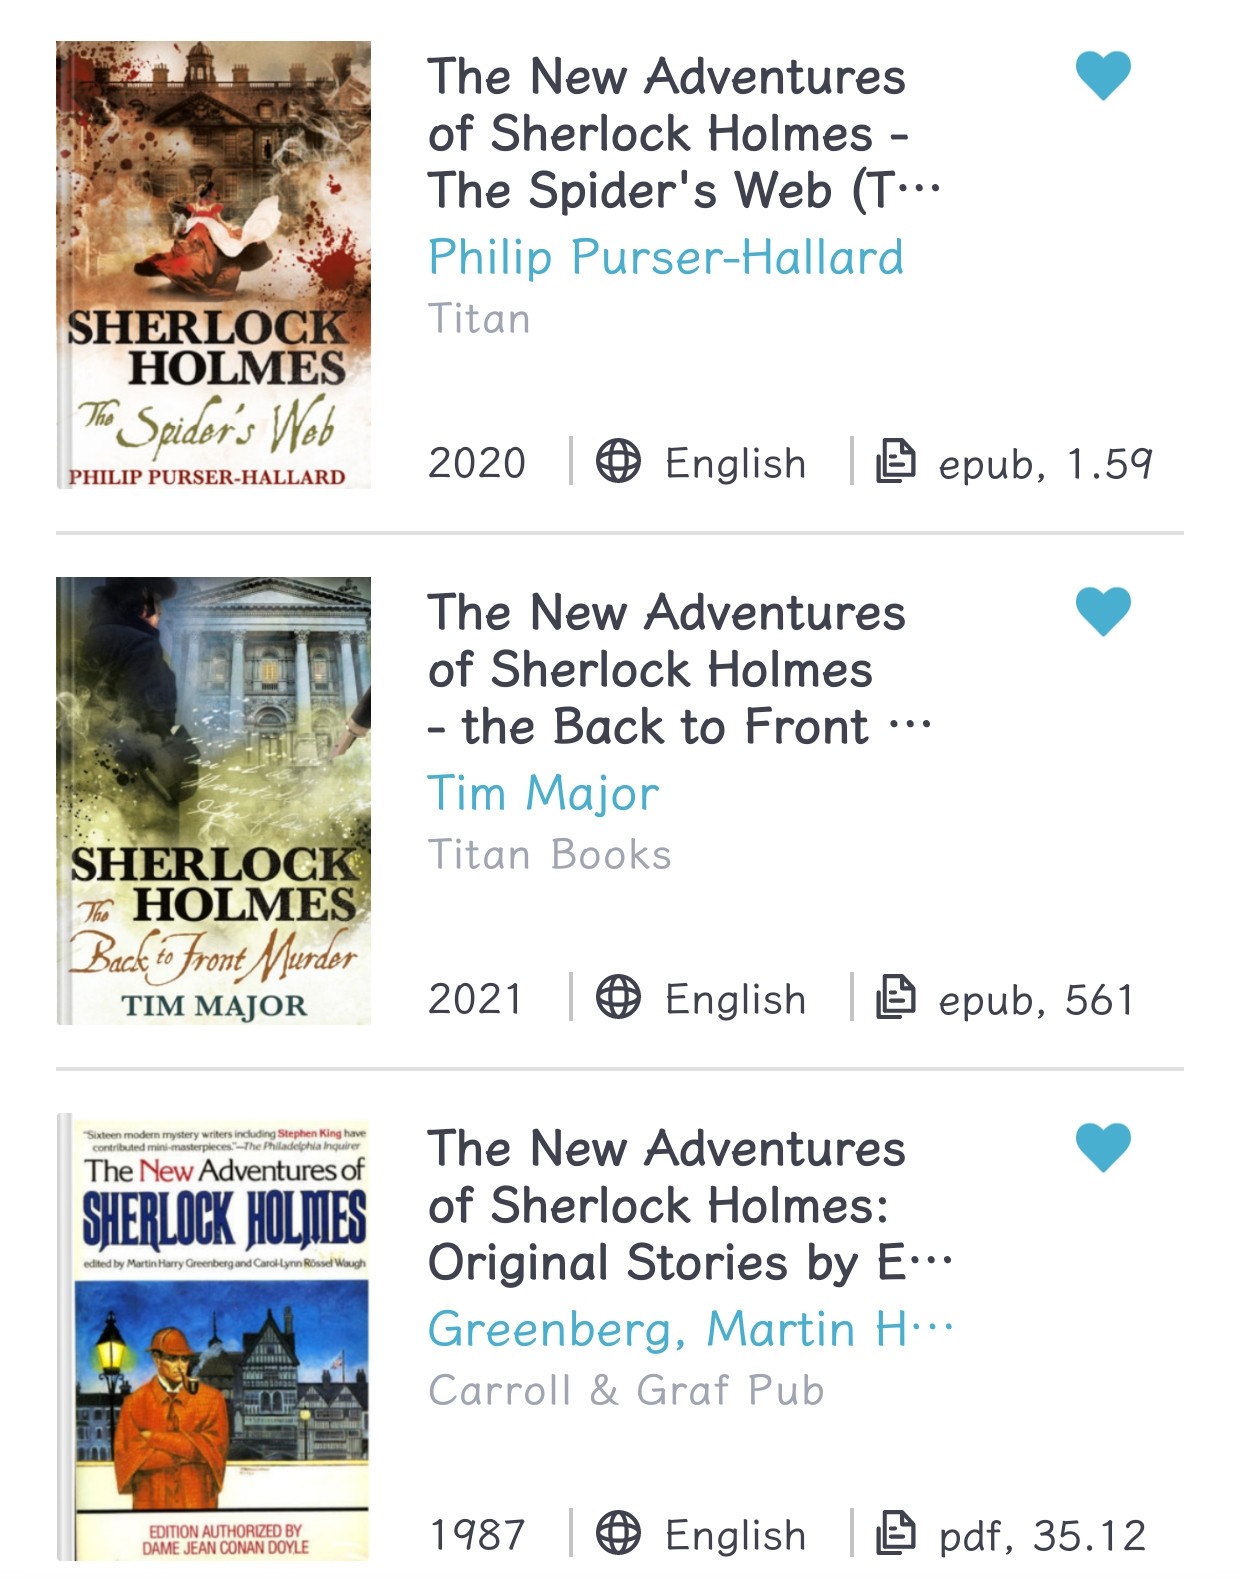 SHERLOCK
HOLMES
The Spider's Web
PHILIP PURSER-HALLARD
The New Adventures
of Sherlock Holmes -
The Spider's Web (T···
Philip Purser-Hallard
Titan
2020 English epub, 1.59
SHERLOCK
The HOLMES
Back to Front Murder
TIM MAJOR
The New Adventures
of Sherlock Holmes
- the Back to Front ···
Tim Major
Titan Books
2021 English epub, 561
"Sixteen modern mystery writers including Stephen King have
contributed mini-masterpieces."—The Philadelphia Inquirer
The New Adventures of
SHERLOCK HOLMES
edited by Martin Harry Greenberg and Carol-Lynn Rössel Waugh
EDITION AUTHORIZED BY
DAME JEAN CONAN DOYLE
The New Adventures
of Sherlock Holmes:
Original Stories by E···
Greenberg, Martin H···
Carroll & Graf Pub
1987 English pdf, 35.12